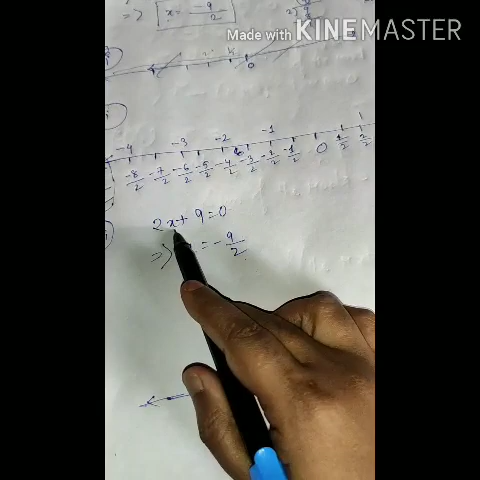 => x = -9/2
Made with KINEMASTER
0
-4 -3 -2 -1 1
-8/2 -7/2 -6/2 -5/2 -4/2 -3/2 -2/2 -1/2 0 1/2 2/2
2x + 9 = 0
=> = -9/2